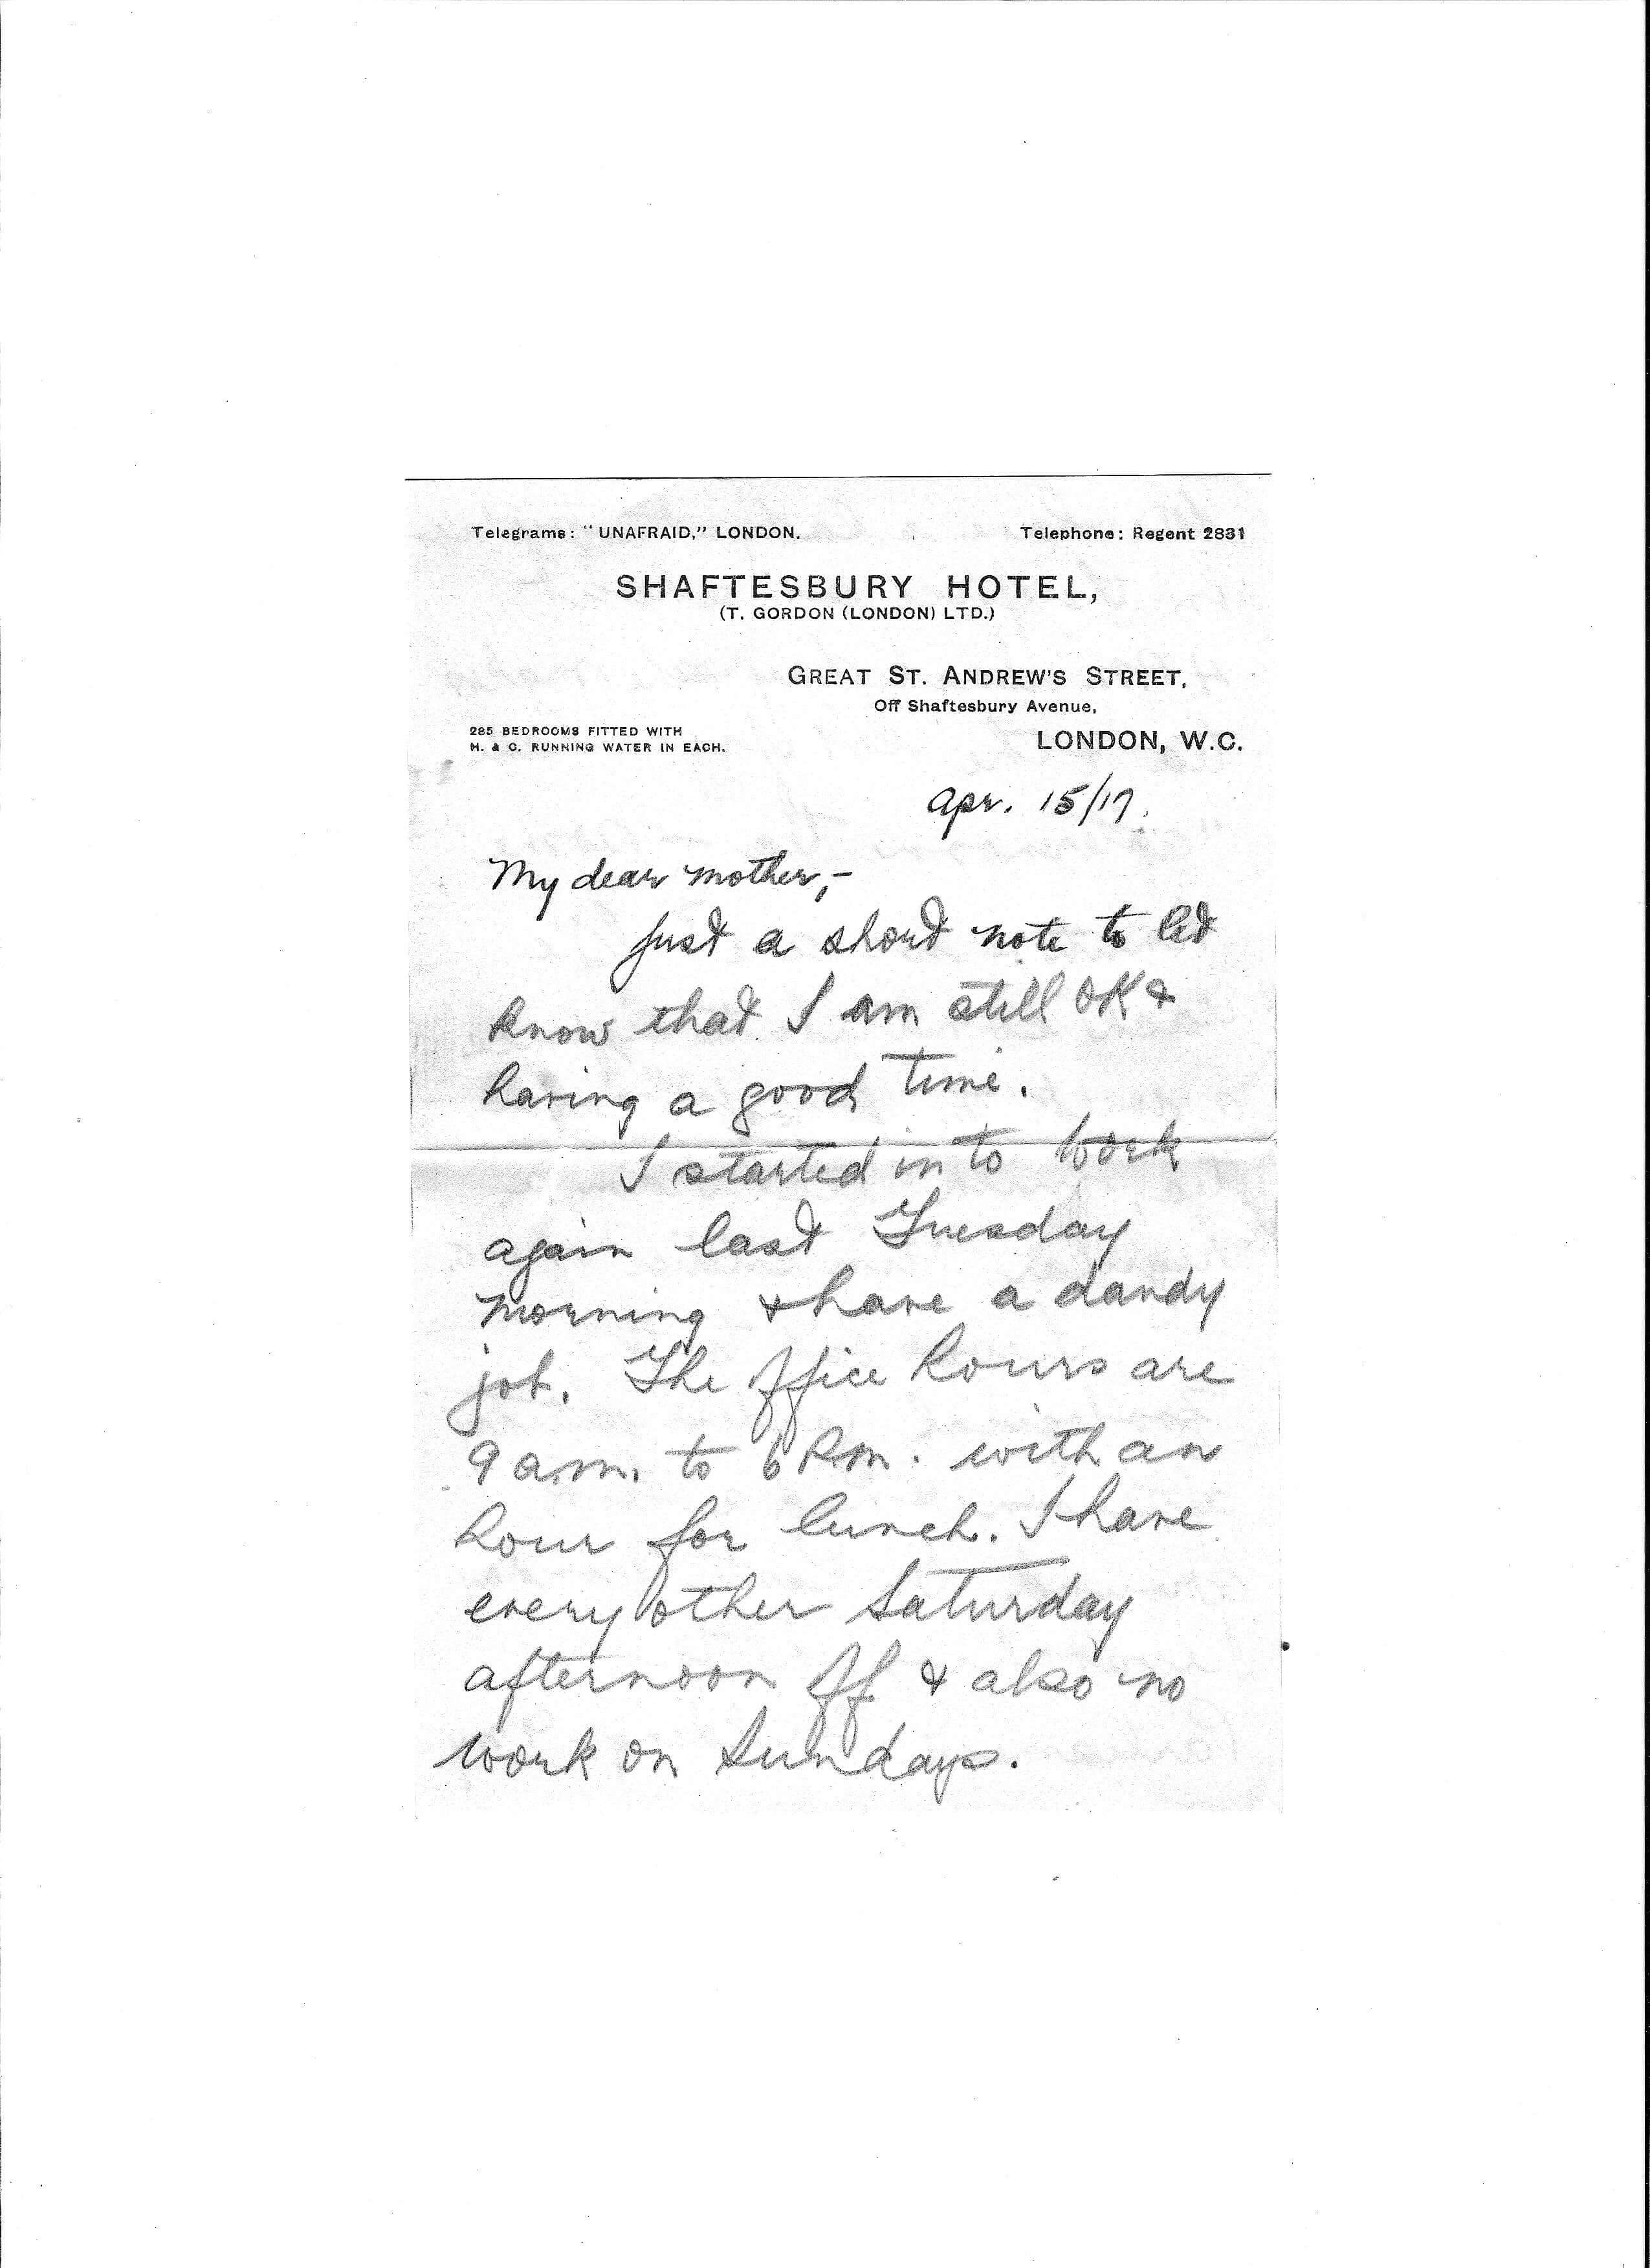 Telegrams: "UNAFRAID," LONDON. Telephone: Regent 2831
SHAFTESBURY HOTEL,
(T. GORDON (LONDON) LTD.)
GREAT ST. ANDREW'S STREET,
Off Shaftesbury Avenue,
285 BEDROOMS FITTED WITH
H. & C. RUNNING WATER IN EACH.
LONDON, W.C.
Apr. 15/17.
My dear mother,-
Just a short note to let
know that I am still OK &
having a good time.
I started in to work
again last Tuesday
morning & have a dandy
job. The office hours are
9 a.m. to 6 P.m. with an
hour for lunch. I have
every other Saturday
afternoon off & also no
work on Sundays.